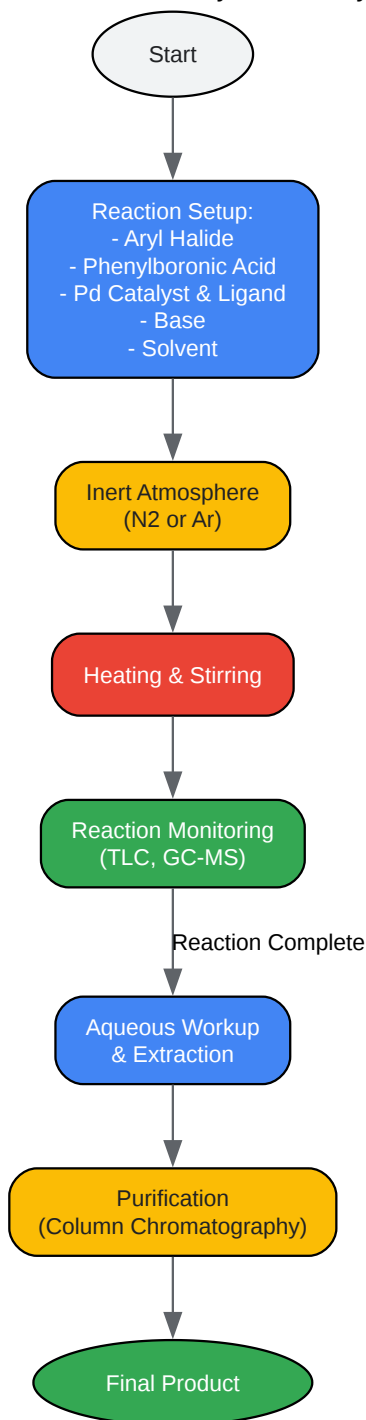 Start
Reaction Setup:
- Aryl Halide
- Phenylboronic Acid
- Pd Catalyst & Ligand
- Base
- Solvent
Inert Atmosphere
(N2 or Ar)
Heating & Stirring
Reaction Monitoring
(TLC, GC-MS)
Reaction Complete
Aqueous Workup
& Extraction
Purification
(Column Chromatography)
Final Product